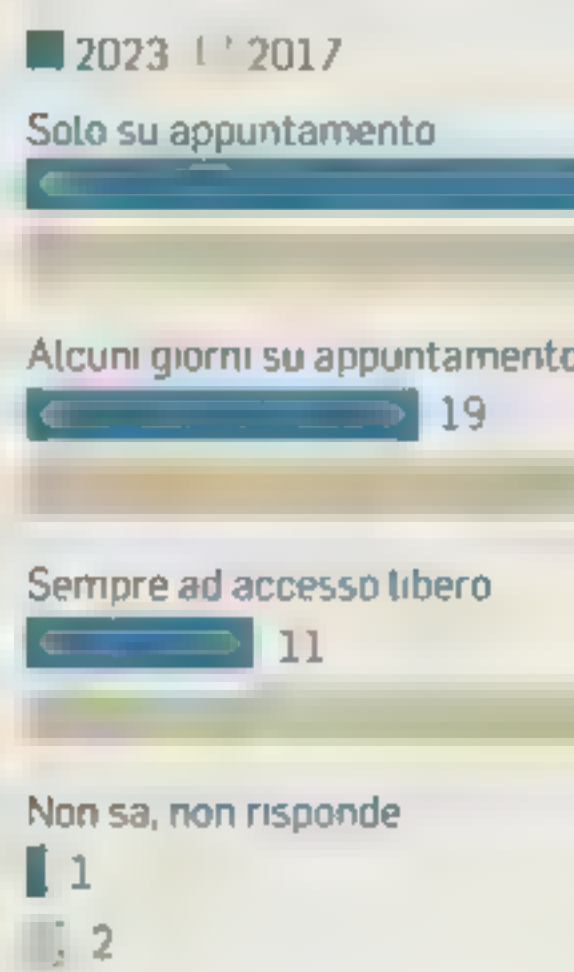 2023 2017
Solo su appuntamento
Alcuni giorni su appuntamento
19
Sempre ad accesso libero
11
Non sa, non risponde
1
2